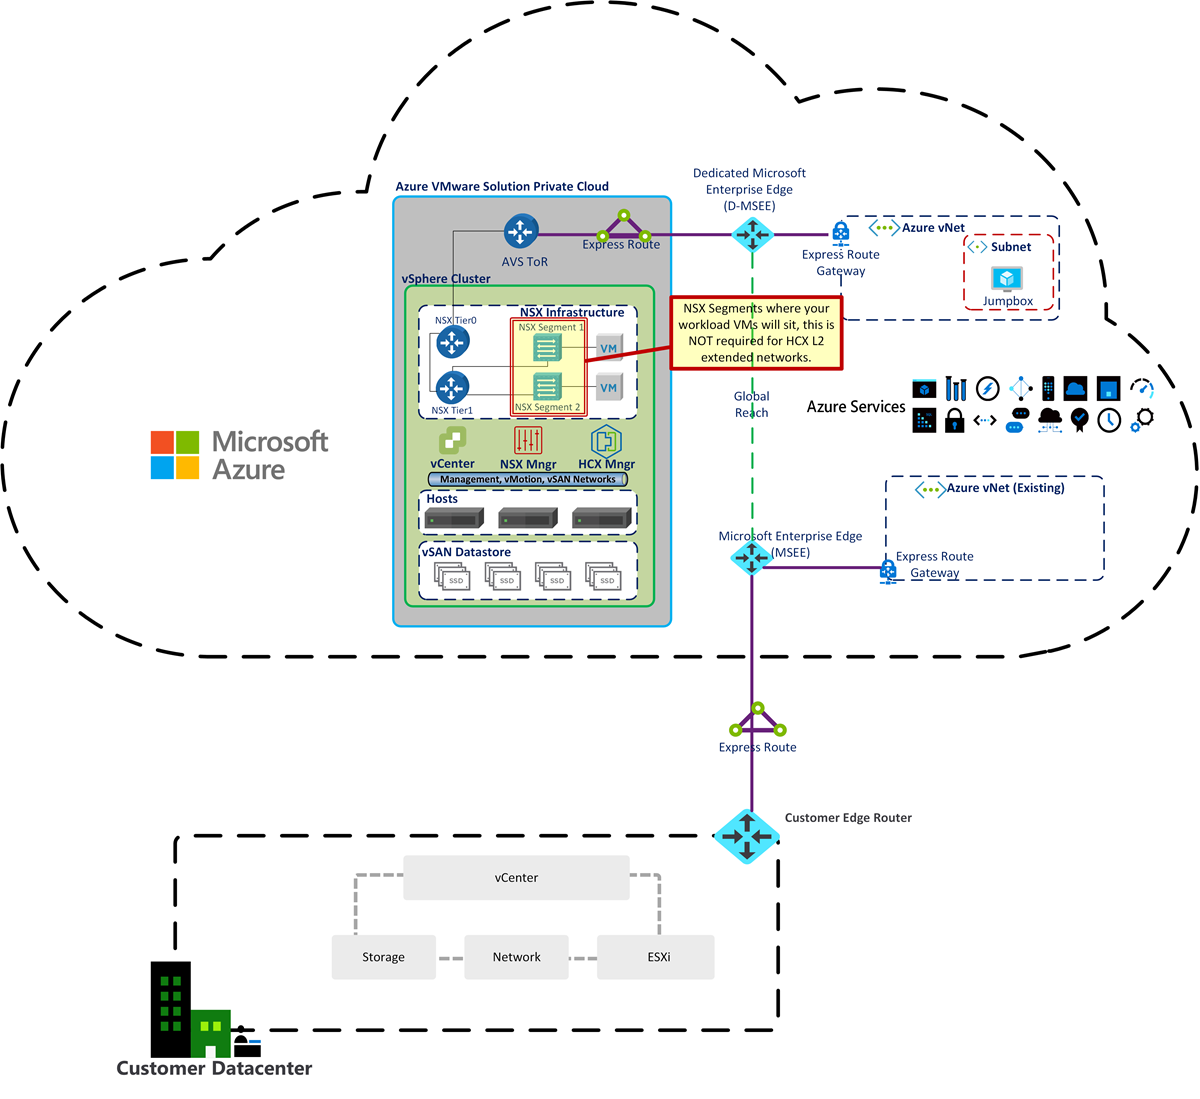 Dedicated Microsoft
Enterprise Edge
(D-MSEE)
Azure VMware Solution Private Cloud
AVS ToR
Express Route
Express Route
Gateway
Azure vNet
Subnet
Jumpbox
vSphere Cluster
NSX Infrastructure
NSX Tier0
NSX Segment 1
VM
NSX Tier1
NSX Segment 2
VM
NSX Segments where your
workload VMs will sit, this is
NOT required for HCX L2
extended networks.
Global
Reach
Azure Services
Microsoft
Azure
vCenter
NSX Mngr
HCX Mngr
Management, vMotion, vSAN Networks
Hosts
vSAN Datastore
SSD
SSD
SSD
SSD
Azure vNet (Existing)
Microsoft Enterprise Edge
(MSEE)
Express Route
Gateway
Express Route
Customer Edge Router
vCenter
Storage
Network
ESXi
Customer Datacenter